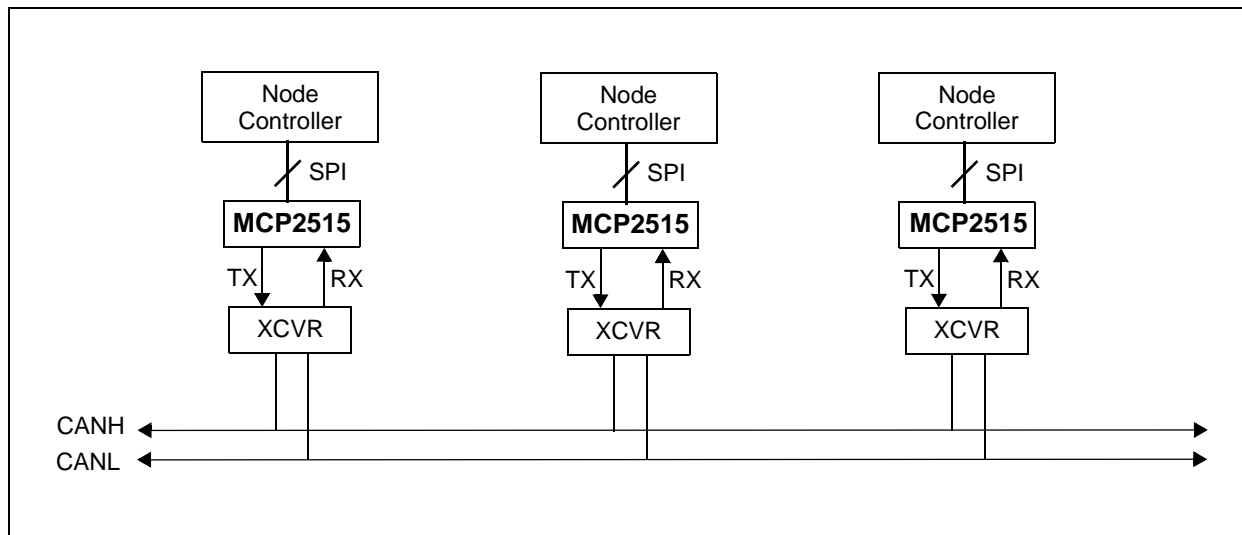 Node
Controller
Node
Controller
Node
Controller
SPI
SPI
SPI
MCP2515
MCP2515
MCP2515
TX
RX
TX
RX
TX
RX
XCVR
XCVR
XCVR
CANH
CANL